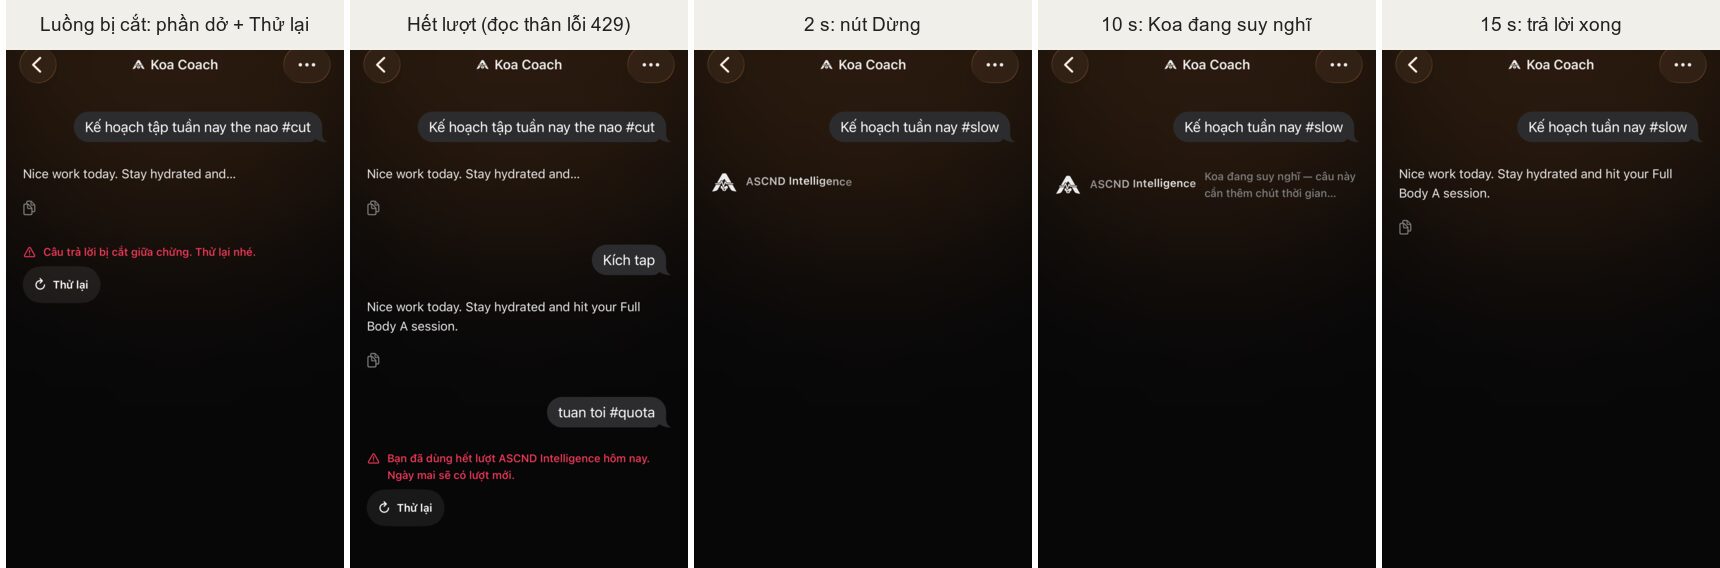 Luồng bị cắt: phần dở + Thử lại
Koa Coach
Kế hoạch tập tuần nay the nao #cut
Nice work today. Stay hydrated and...
Câu trả lời bị cắt giữa chừng. Thử lại nhé.
Thử lại
Hết lượt (đọc thân lỗi 429)
Koa Coach
Kế hoạch tập tuần nay the nao #cut
Nice work today. Stay hydrated and...
Kích tap
Nice work today. Stay hydrated and hit your Full
Body A session.
tuan toi #quota
Bạn đã dùng hết lượt ASCND Intelligence hôm nay.
Ngày mai sẽ có lượt mới.
Thử lại
2 s: nút Dừng
Koa Coach
Kế hoạch tuần nay #slow
ASCND Intelligence
10 s: Koa đang suy nghĩ
Koa Coach
Kế hoạch tuần nay #slow
ASCND Intelligence
Koa đang suy nghĩ — câu này
cần thêm chút thời gian...
15 s: trả lời xong
Koa Coach
Kế hoạch tuần nay #slow
Nice work today. Stay hydrated and hit your Full
Body A session.